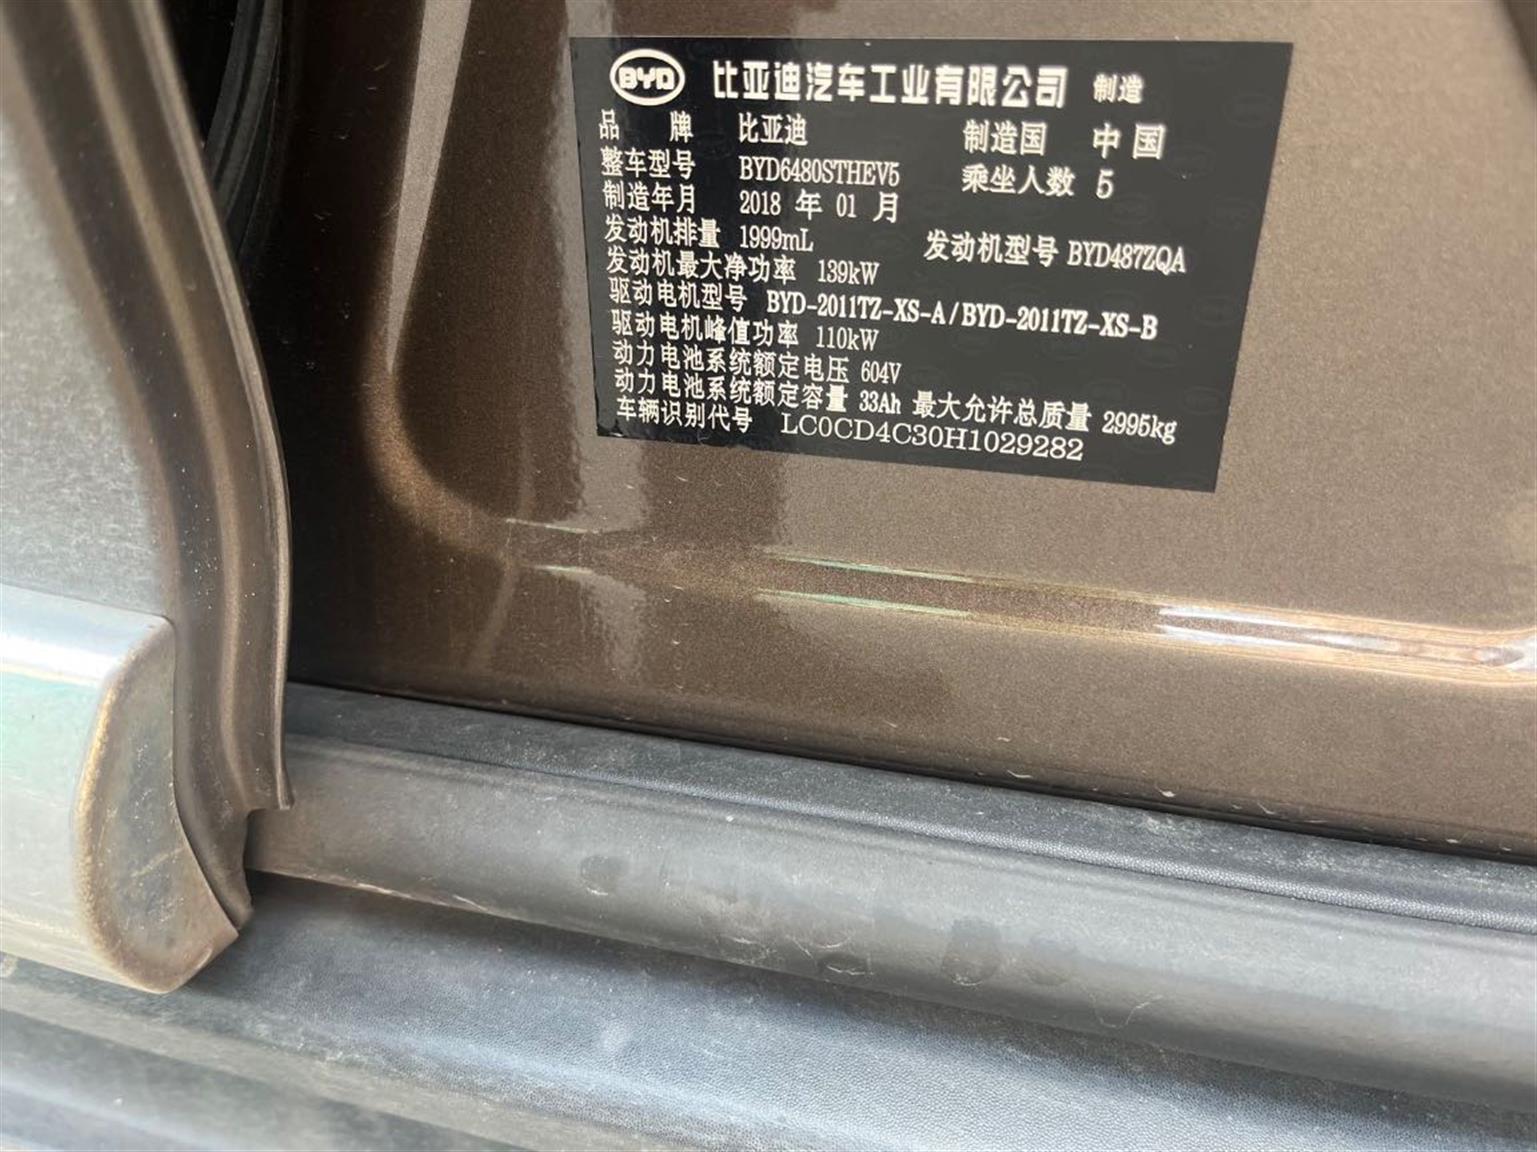 BYD 比亚迪汽车工业有限公司 制造
品 牌 比亚迪 制造国 中国
整车型号 BYD6480STHEV5 乘坐人数 5
制造年月 2018 年 01 月
发动机排量 1999mL 发动机型号 BYD487ZQA
发动机最大净功率 139kW
驱动电机型号 BYD-2011TZ-XS-A/BYD-2011TZ-XS-B
驱动电机峰值功率 110kW
动力电池系统额定电压 604V
动力电池系统额定容量 33Ah 最大允许总质量 2995kg
车辆识别代号 LC0CD4C30H1029282